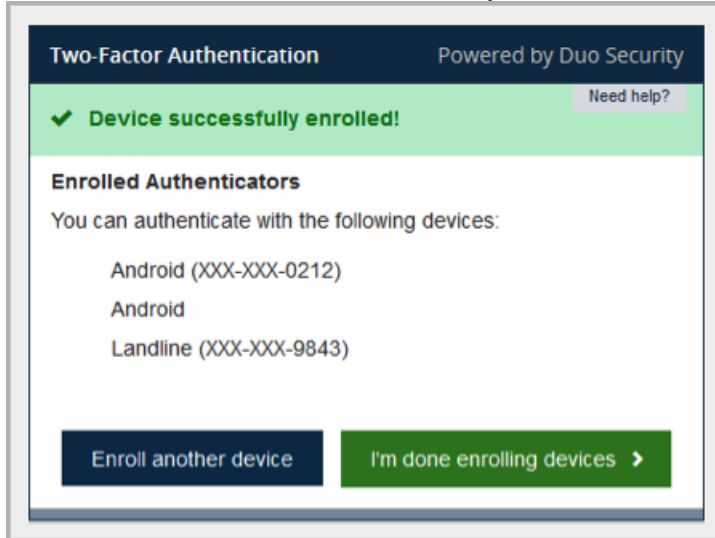 Two-Factor Authentication Powered by Duo Security
Need help?
✔ Device successfully enrolled!
Enrolled Authenticators
You can authenticate with the following devices:
Android (XXX-XXX-0212)
Android
Landline (XXX-XXX-9843)
Enroll another device I'm done enrolling devices >